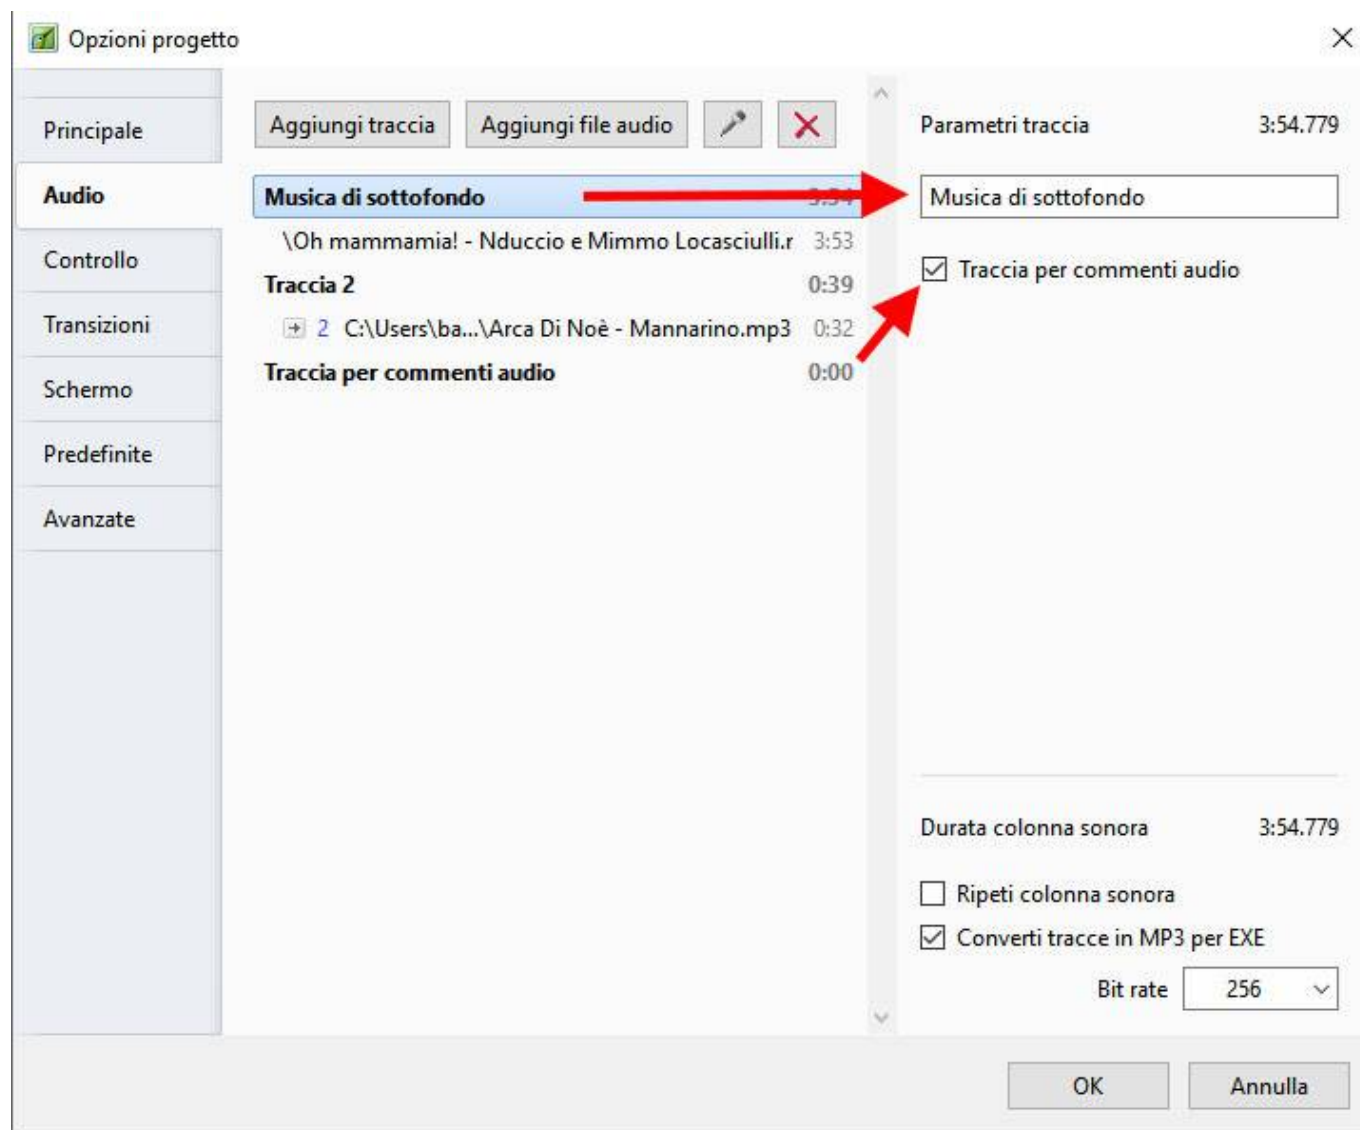 Opzioni progetto
Principale
Audio
Controllo
Transizioni
Schermo
Predefinite
Avanzate
Aggiungi traccia Aggiungi file audio
Musica di sottofondo 3:54
\Oh mammamia! - Nduccio e Mimmo Locasciulli.r 3:53
Traccia 2 0:39
2 C:\Users\ba...\Arca Di Noè - Mannarino.mp3 0:32
Traccia per commenti audio 0:00
Parametri traccia 3:54.779
Musica di sottofondo
Traccia per commenti audio
Durata colonna sonora 3:54.779
Ripeti colonna sonora
Converti tracce in MP3 per EXE
Bit rate 256
OK Annulla